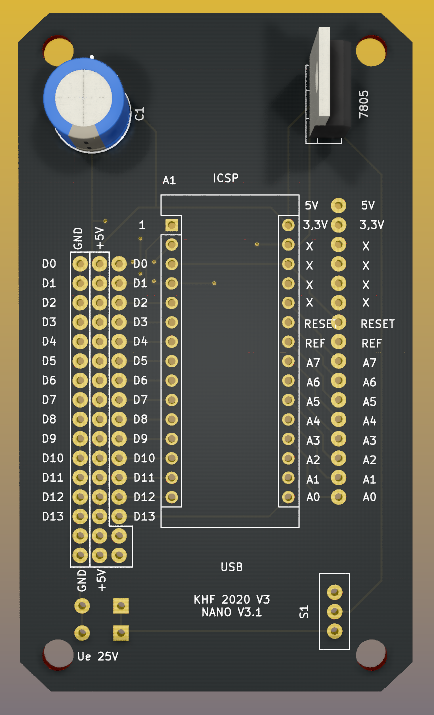 C1
7805
A1
ICSP
5V 5V
1 3,3V 3,3V
GND +5V
X X
D0 D0 X X
D1 D1 X X
D2 D2 X X
D3 D3 RESE RESET
D4 D4 REF REF
D5 D5 A7 A7
D6 D6 A6 A6
D7 D7 A5 A5
D8 D8 A4 A4
D9 D9 A3 A3
D10 D10 A2 A2
D11 D11 A1 A1
D12 D12 A0 A0
D13 D13
USB
GND +5V
KHF 2020 V3
NANO V3.1
S1
Ue 25V